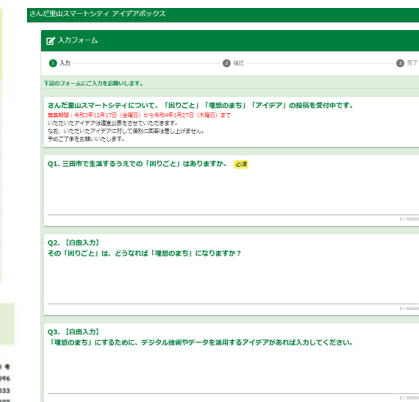 さんだ里山スマートシティ アイデアボックス
入力フォーム
1 入力
2 確認
3 完了
下記のフォームにご入力をお願いします。
さんだ里山スマートシティについて、「困りごと」「理想のまち」「アイデア」の投稿を受付中です。
募集期間：令和3年12月17日（金曜日）から令和4年1月27日（木曜日）まで
いただいたアイデアは適宜公表をさせていただきます。
なお、いただいたアイデアに対して個別に回答は差し上げません。
予めご了承をお願いいたします。
Q1. 三田市で生活するうえでの「困りごと」はありますか。 必須
Q2. 【自由入力】
その「困りごと」は、どうなれば「理想のまち」になりますか？
Q3. 【自由入力】
「理想のまち」にするために、デジタル技術やデータを活用するアイデアがあれば入力してください。
号
096
033